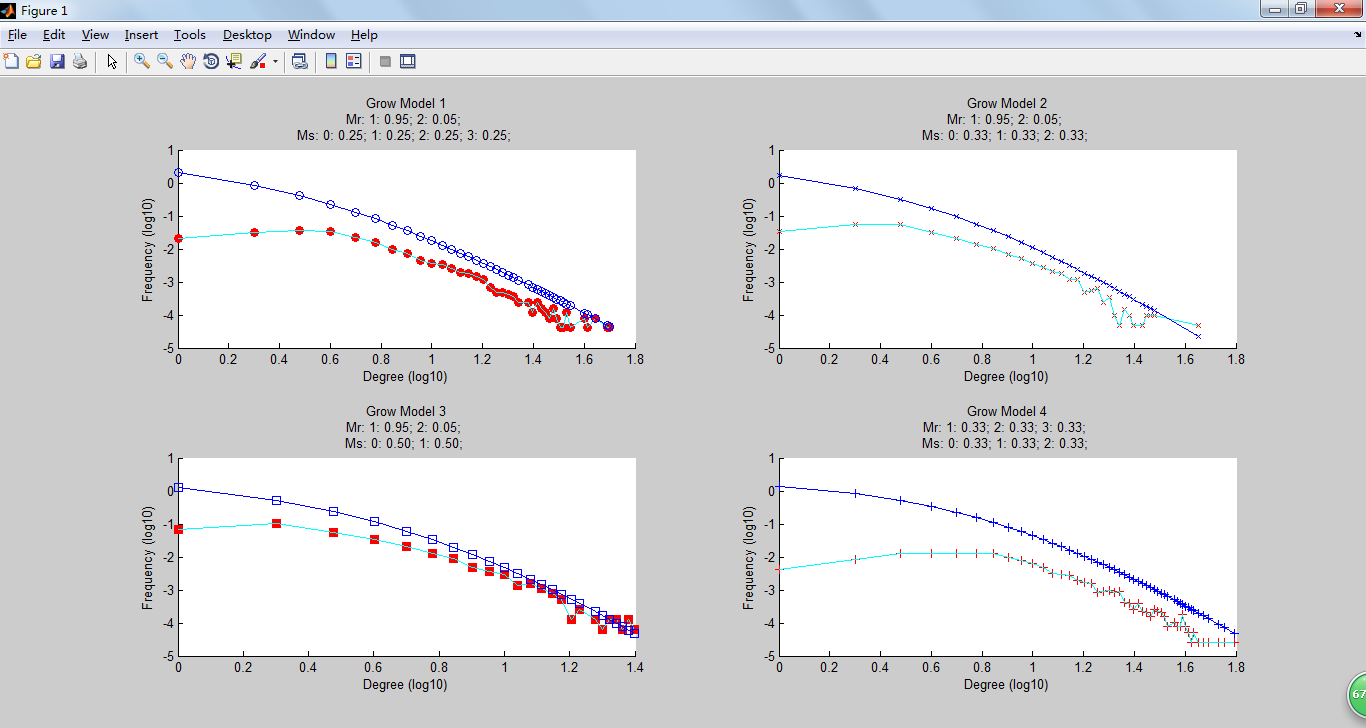 Figure 1
File Edit View Insert Tools Desktop Window Help
Grow Model 1
Mr: 1: 0.95; 2: 0.05;
Ms: 0: 0.25; 1: 0.25; 2: 0.25; 3: 0.25;
1
0
-1
-2
-3
-4
-5
Frequency (log10)
0 0.2 0.4 0.6 0.8 1 1.2 1.4 1.6 1.8
Degree (log10)
Grow Model 2
Mr: 1: 0.95; 2: 0.05;
Ms: 0: 0.33; 1: 0.33; 2: 0.33;
1
0
-1
-2
-3
-4
-5
Frequency (log10)
0 0.2 0.4 0.6 0.8 1 1.2 1.4 1.6 1.8
Degree (log10)
Grow Model 3
Mr: 1: 0.95; 2: 0.05;
Ms: 0: 0.50; 1: 0.50;
1
0
-1
-2
-3
-4
-5
Frequency (log10)
0 0.2 0.4 0.6 0.8 1 1.2 1.4
Degree (log10)
Grow Model 4
Mr: 1: 0.33; 2: 0.33; 3: 0.33;
Ms: 0: 0.33; 1: 0.33; 2: 0.33;
1
0
-1
-2
-3
-4
-5
Frequency (log10)
0 0.2 0.4 0.6 0.8 1 1.2 1.4 1.6 1.8
Degree (log10)
67